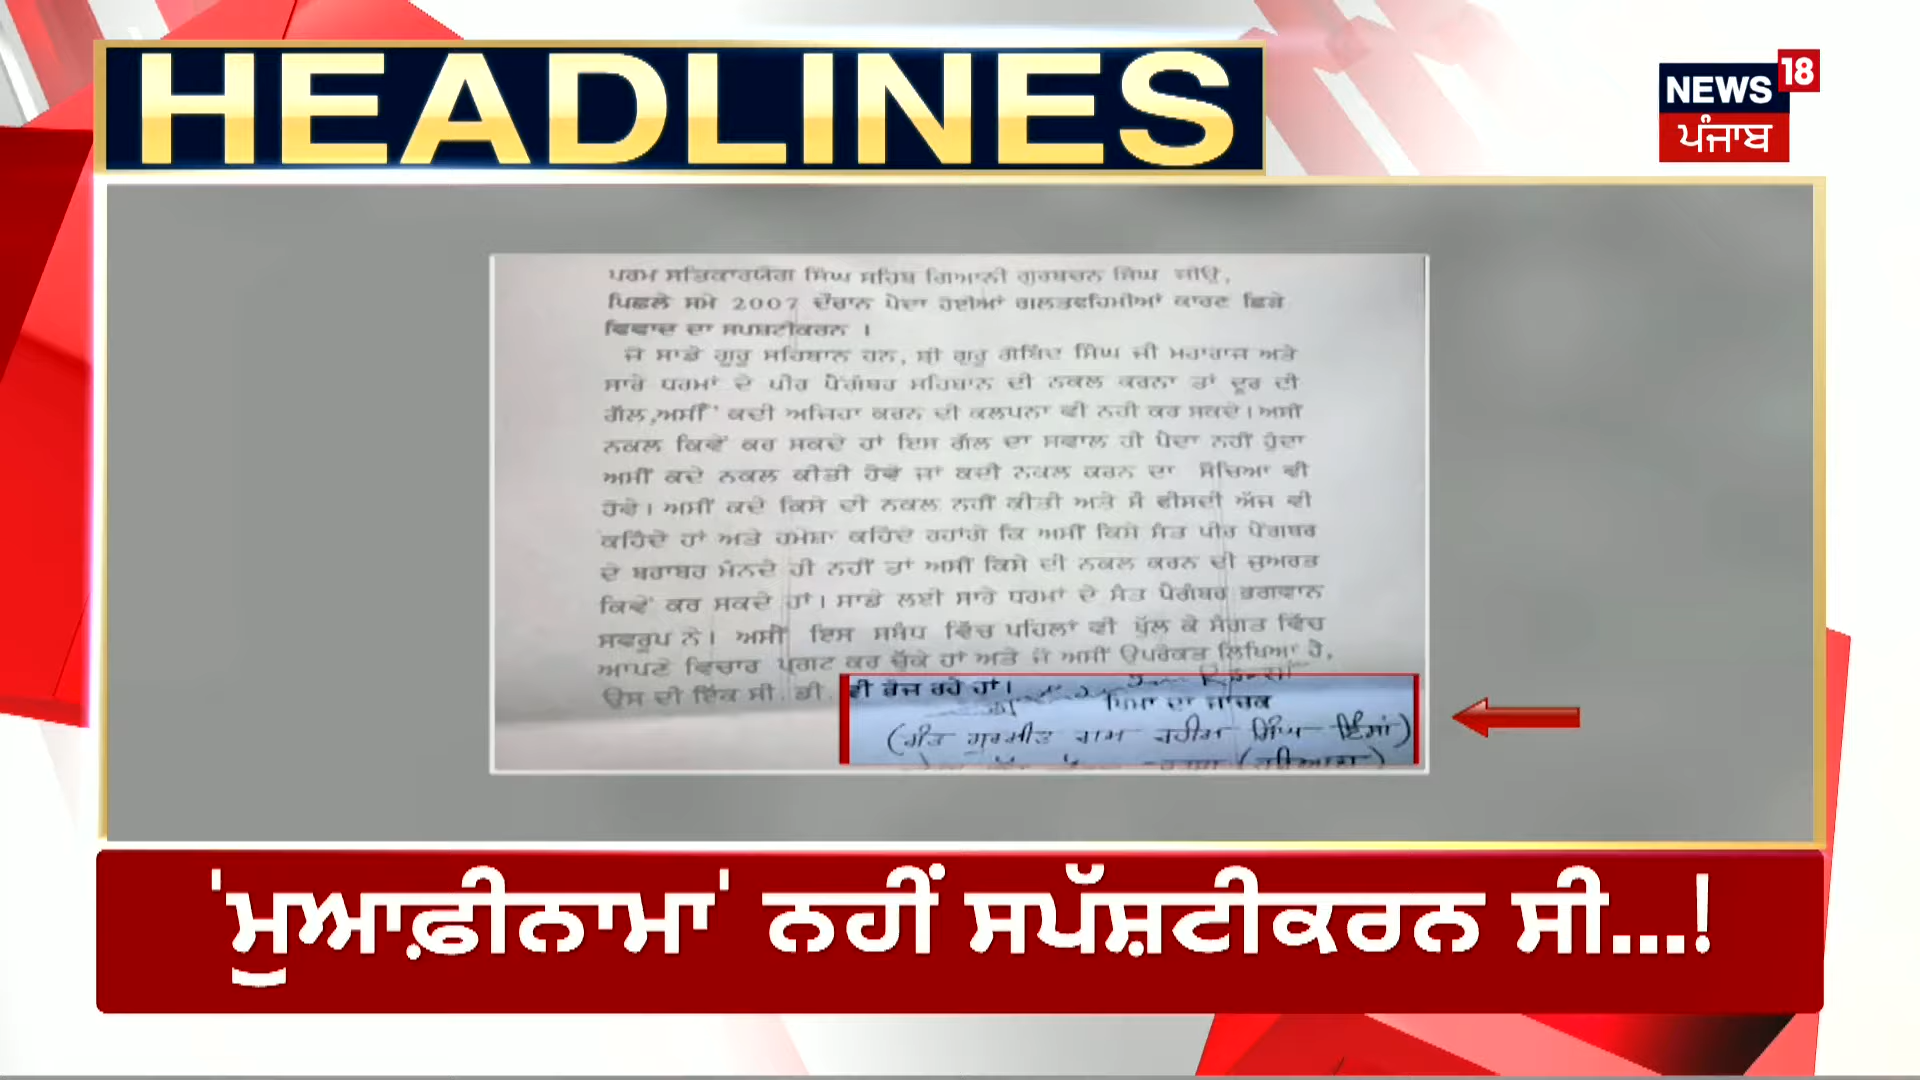 HEADLINES
NEWS 18
ਪੰਜਾਬ
ਪਰਮ ਸਤਿਕਾਰਯੋਗ ਸਿੰਘ ਸਹਿਬ ਗਿਆਨੀ ਗੁਰਬਚਨ ਸਿੰਘ ਜੀਉ,
ਪਿਛਲੇ ਸਮੇ 2007 ਦੌਰਾਨ ਪੈਦਾ ਹੋਈਆਂ ਗਲਤਫਹਿਮੀਆਂ ਕਾਰਣ ਛਿੜੇ
ਵਿਵਾਦ ਦਾ ਸਪਸ਼ਟੀਕਰਨ ।
ਜੋ ਸਾਡੇ ਗੁਰੂ ਸਹਿਬਾਨ ਹਨ, ਸ਼੍ਰੀ ਗੁਰੂ ਗੋਬਿੰਦ ਸਿੰਘ ਜੀ ਮਹਾਰਾਜ ਅਤੇ
ਸਾਰੇ ਧਰਮਾਂ ਦੇ ਪੀਰ ਪੈਗੰਬਰ ਸਹਿਬਾਨ ਦੀ ਨਕਲ ਕਰਨਾ ਤਾਂ ਦੂਰ ਦੀ
ਗੱਲ,ਅਸੀਂ ਕਦੀ ਅਜਿਹਾ ਕਰਨ ਦੀ ਕਲਪਨਾ ਵੀ ਨਹੀ ਕਰ ਸਕਦੇ। ਅਸੀਂ
ਨਕਲ ਕਿਵੇਂ ਕਰ ਸਕਦੇ ਹਾਂ ਇਸ ਗੱਲ ਦਾ ਸਵਾਲ ਹੀ ਪੈਦਾ ਨਹੀਂ ਹੁੰਦਾ
ਅਸੀਂ ਕਦੇ ਨਕਲ ਕੀਤੀ ਹੋਵੇ ਜਾਂ ਕਦੀ ਨਕਲ ਕਰਨ ਦਾ ਸੋਚਿਆ ਵੀ
ਹੋਵੇ। ਅਸੀਂ ਕਦੇ ਕਿਸੇ ਦੀ ਨਕਲ ਨਹੀਂ ਕੀਤੀ ਅਤੇ ਸੌ ਫੀਸਦੀ ਅੱਜ ਵੀ
ਕਹਿੰਦੇ ਹਾਂ ਅਤੇ ਹਮੇਸ਼ਾ ਕਹਿੰਦੇ ਰਹਾਂਗੇ ਕਿ ਅਸੀਂ ਕਿਸੇ ਸੰਤ ਪੀਰ ਪੈਗੰਬਰ
ਦੇ ਬਰਾਬਰ ਮੰਨਦੇ ਹੀ ਨਹੀਂ ਤਾਂ ਅਸੀਂ ਕਿਸੇ ਦੀ ਨਕਲ ਕਰਨ ਦੀ ਜੁਅਰਤ
ਕਿਵੇਂ ਕਰ ਸਕਦੇ ਹਾਂ। ਸਾਡੇ ਲਈ ਸਾਰੇ ਧਰਮਾਂ ਦੇ ਸੰਤ ਪੈਗੰਬਰ ਭਗਵਾਨ
ਸਵਰੂਪ ਨੇ। ਅਸੀਂ ਇਸ ਸਬੰਧ ਵਿੱਚ ਪਹਿਲਾਂ ਵੀ ਖੁੱਲ ਕੇ ਸੰਗਤ ਵਿੱਚ
ਆਪਣੇ ਵਿਚਾਰ ਪ੍ਰਗਟ ਕਰ ਚੁੱਕੇ ਹਾਂ ਅਤੇ ਜੋ ਅਸੀਂ ਉਪਰੋਕਤ ਲਿਖਿਆ ਹੈ,
ਉਸ ਦੀ ਇੱਕ ਸੀ. ਡੀ. ਵੀ ਭੇਜ ਰਹੇ ਹਾਂ।
ਖਿਮਾ ਦਾ ਜਾਚਕ
(ਸੰਤ ਗੁਰਮੀਤ ਰਾਮ ਰਹੀਮ ਸਿੰਘ ਇੰਸਾਂ)
'ਮੁਆਫ਼ੀਨਾਮਾ' ਨਹੀਂ ਸਪੱਸ਼ਟੀਕਰਨ ਸੀ...!